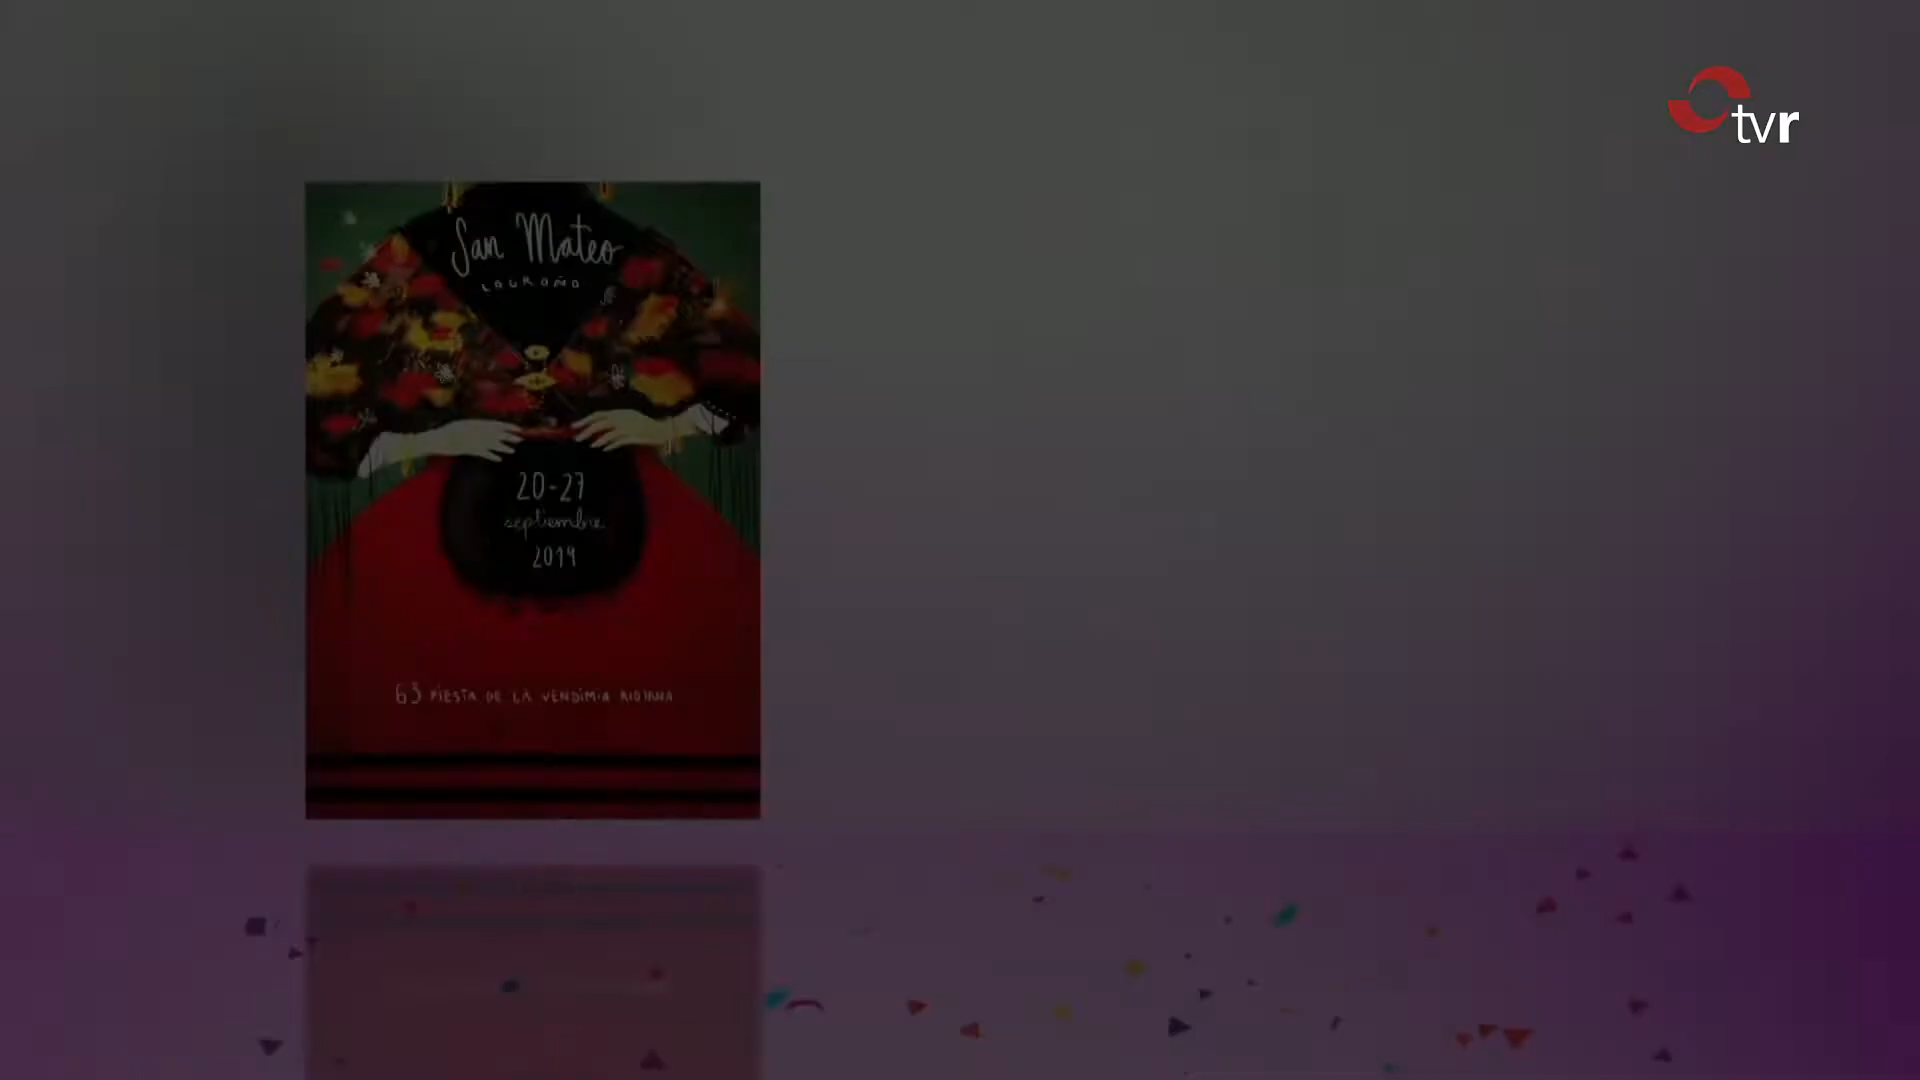 tvr
San Mateo
LOGROÑO
20-27
septiembre
2019
63 FIESTA DE LA VENDIMIA RIOJANA